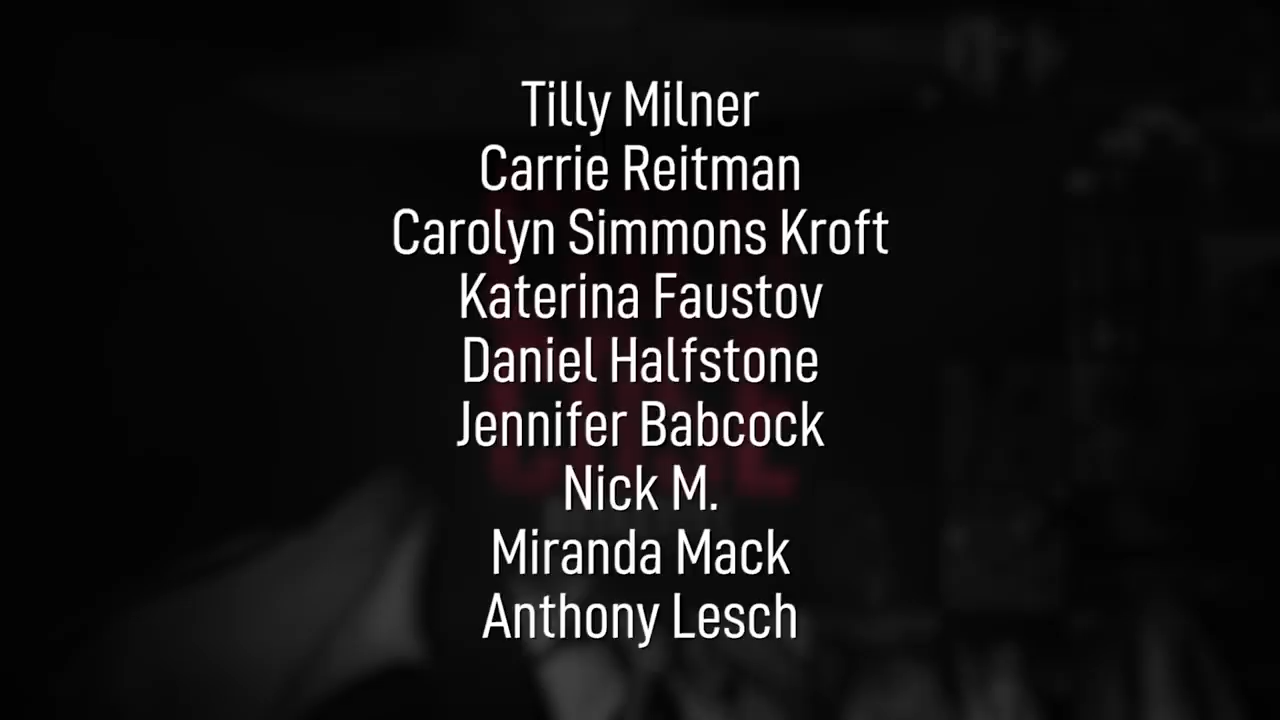 Tilly Milner
Carrie Reitman
Carolyn Simmons Kroft
Katerina Faustov
Daniel Halfstone
Jennifer Babcock
Nick M.
Miranda Mack
Anthony Lesch